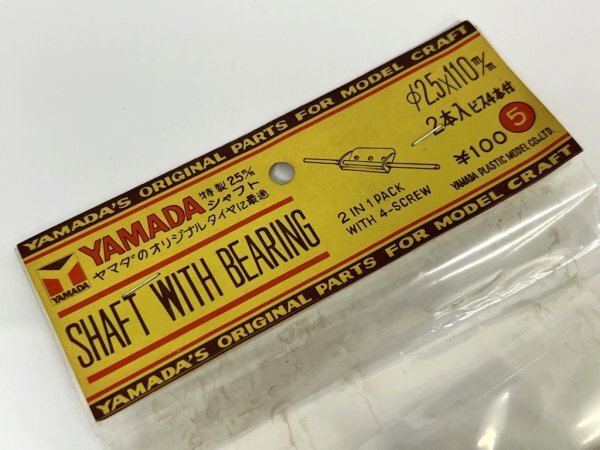 YAMADA'S ORIGINAL PARTS FOR MODEL CRAFT
YAMADA
YAMADA 特製 25m/m シャフト
ヤマダのオリジナルタイヤに最適
SHAFT WITH BEARING
2 IN 1 PACK
WITH 4-SCREW
φ2.5×110m/m
2本入 ビス4本付
¥100 5
YAMADA PLASTIC MODEL CO.,LTD.
YAMADA'S ORIGINAL PARTS FOR MODEL CRAFT